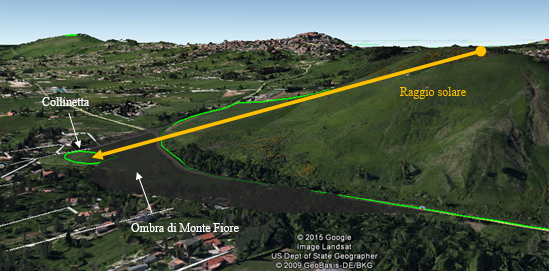 Raggio solare
Collinetta
Ombra di Monte Fiore
© 2015 Google
Image Landsat
US Dept of State Geographer
© 2009 GeoBasis-DE/BKG